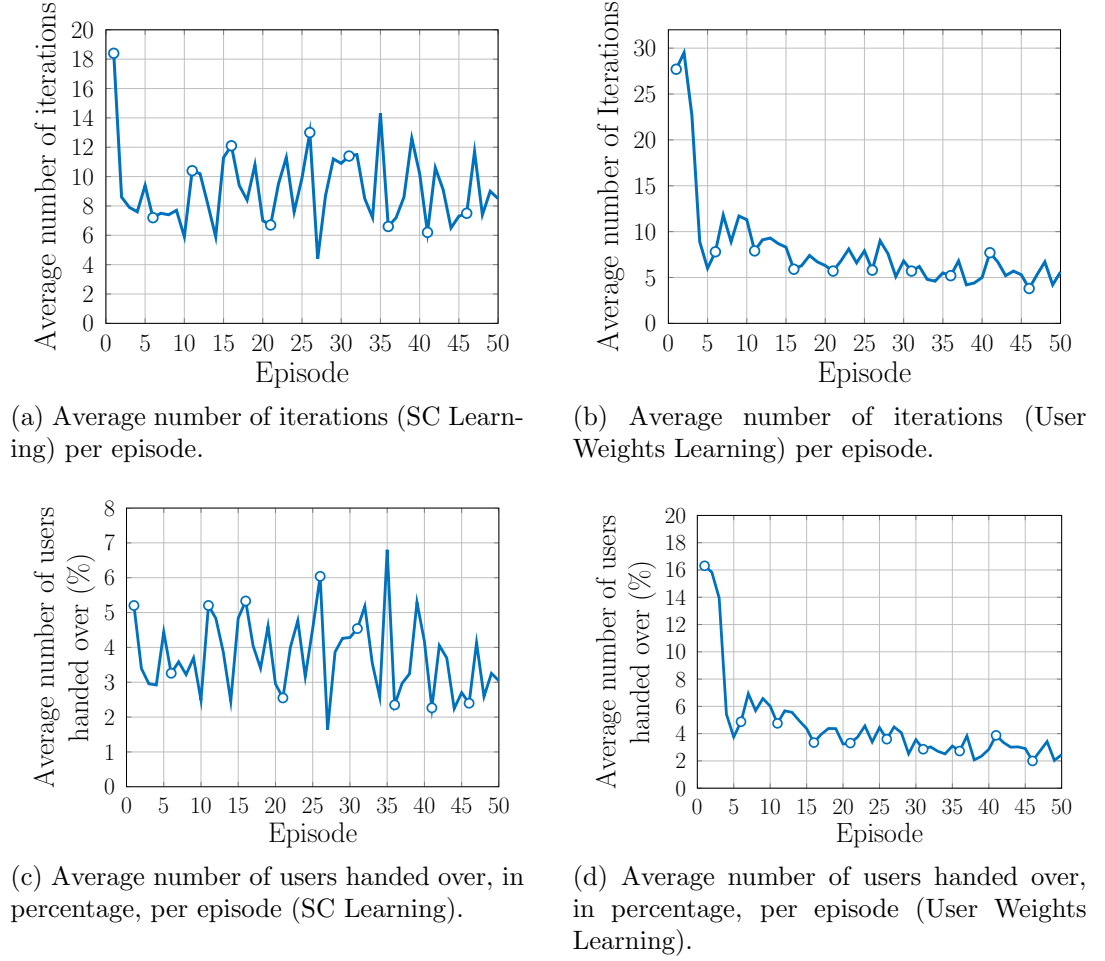 Average number of iterations
20
18
16
14
12
10
8
6
4
2
0
0 5 10 15 20 25 30 35 40 45 50
Episode
(a) Average number of iterations (SC Learn-
ing) per episode.
Average number of Iterations
30
25
20
15
10
5
0
0 5 10 15 20 25 30 35 40 45 50
Episode
(b) Average number of iterations (User
Weights Learning) per episode.
Average number of users
handed over (%)
8
7
6
5
4
3
2
1
0
0 5 10 15 20 25 30 35 40 45 50
Episode
(c) Average number of users handed over, in
percentage, per episode (SC Learning).
Average number of users
handed over (%)
20
18
16
14
12
10
8
6
4
2
0
0 5 10 15 20 25 30 35 40 45 50
Episode
(d) Average number of users handed over,
in percentage, per episode (User Weights
Learning).